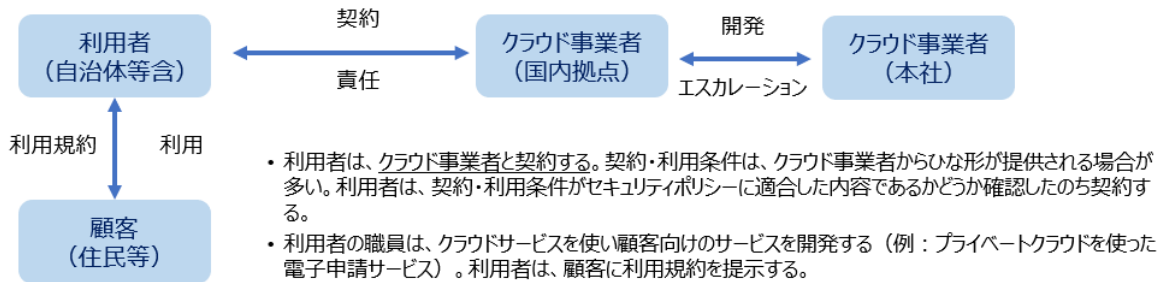 利用者
（自治体等含）
契約
責任
クラウド事業者
（国内拠点）
開発
エスカレーション
クラウド事業者
（本社）
利用規約
利用
顧客
（住民等）
• 利用者は、クラウド事業者と契約する。契約・利用条件は、クラウド事業者からひな形が提供される場合が
多い。利用者は、契約・利用条件がセキュリティポリシーに適合した内容であるかどうか確認したのち契約す
る。
• 利用者の職員は、クラウドサービスを使い顧客向けのサービスを開発する（例：プライベートクラウドを使った
電子申請サービス）。利用者は、顧客に利用規約を提示する。